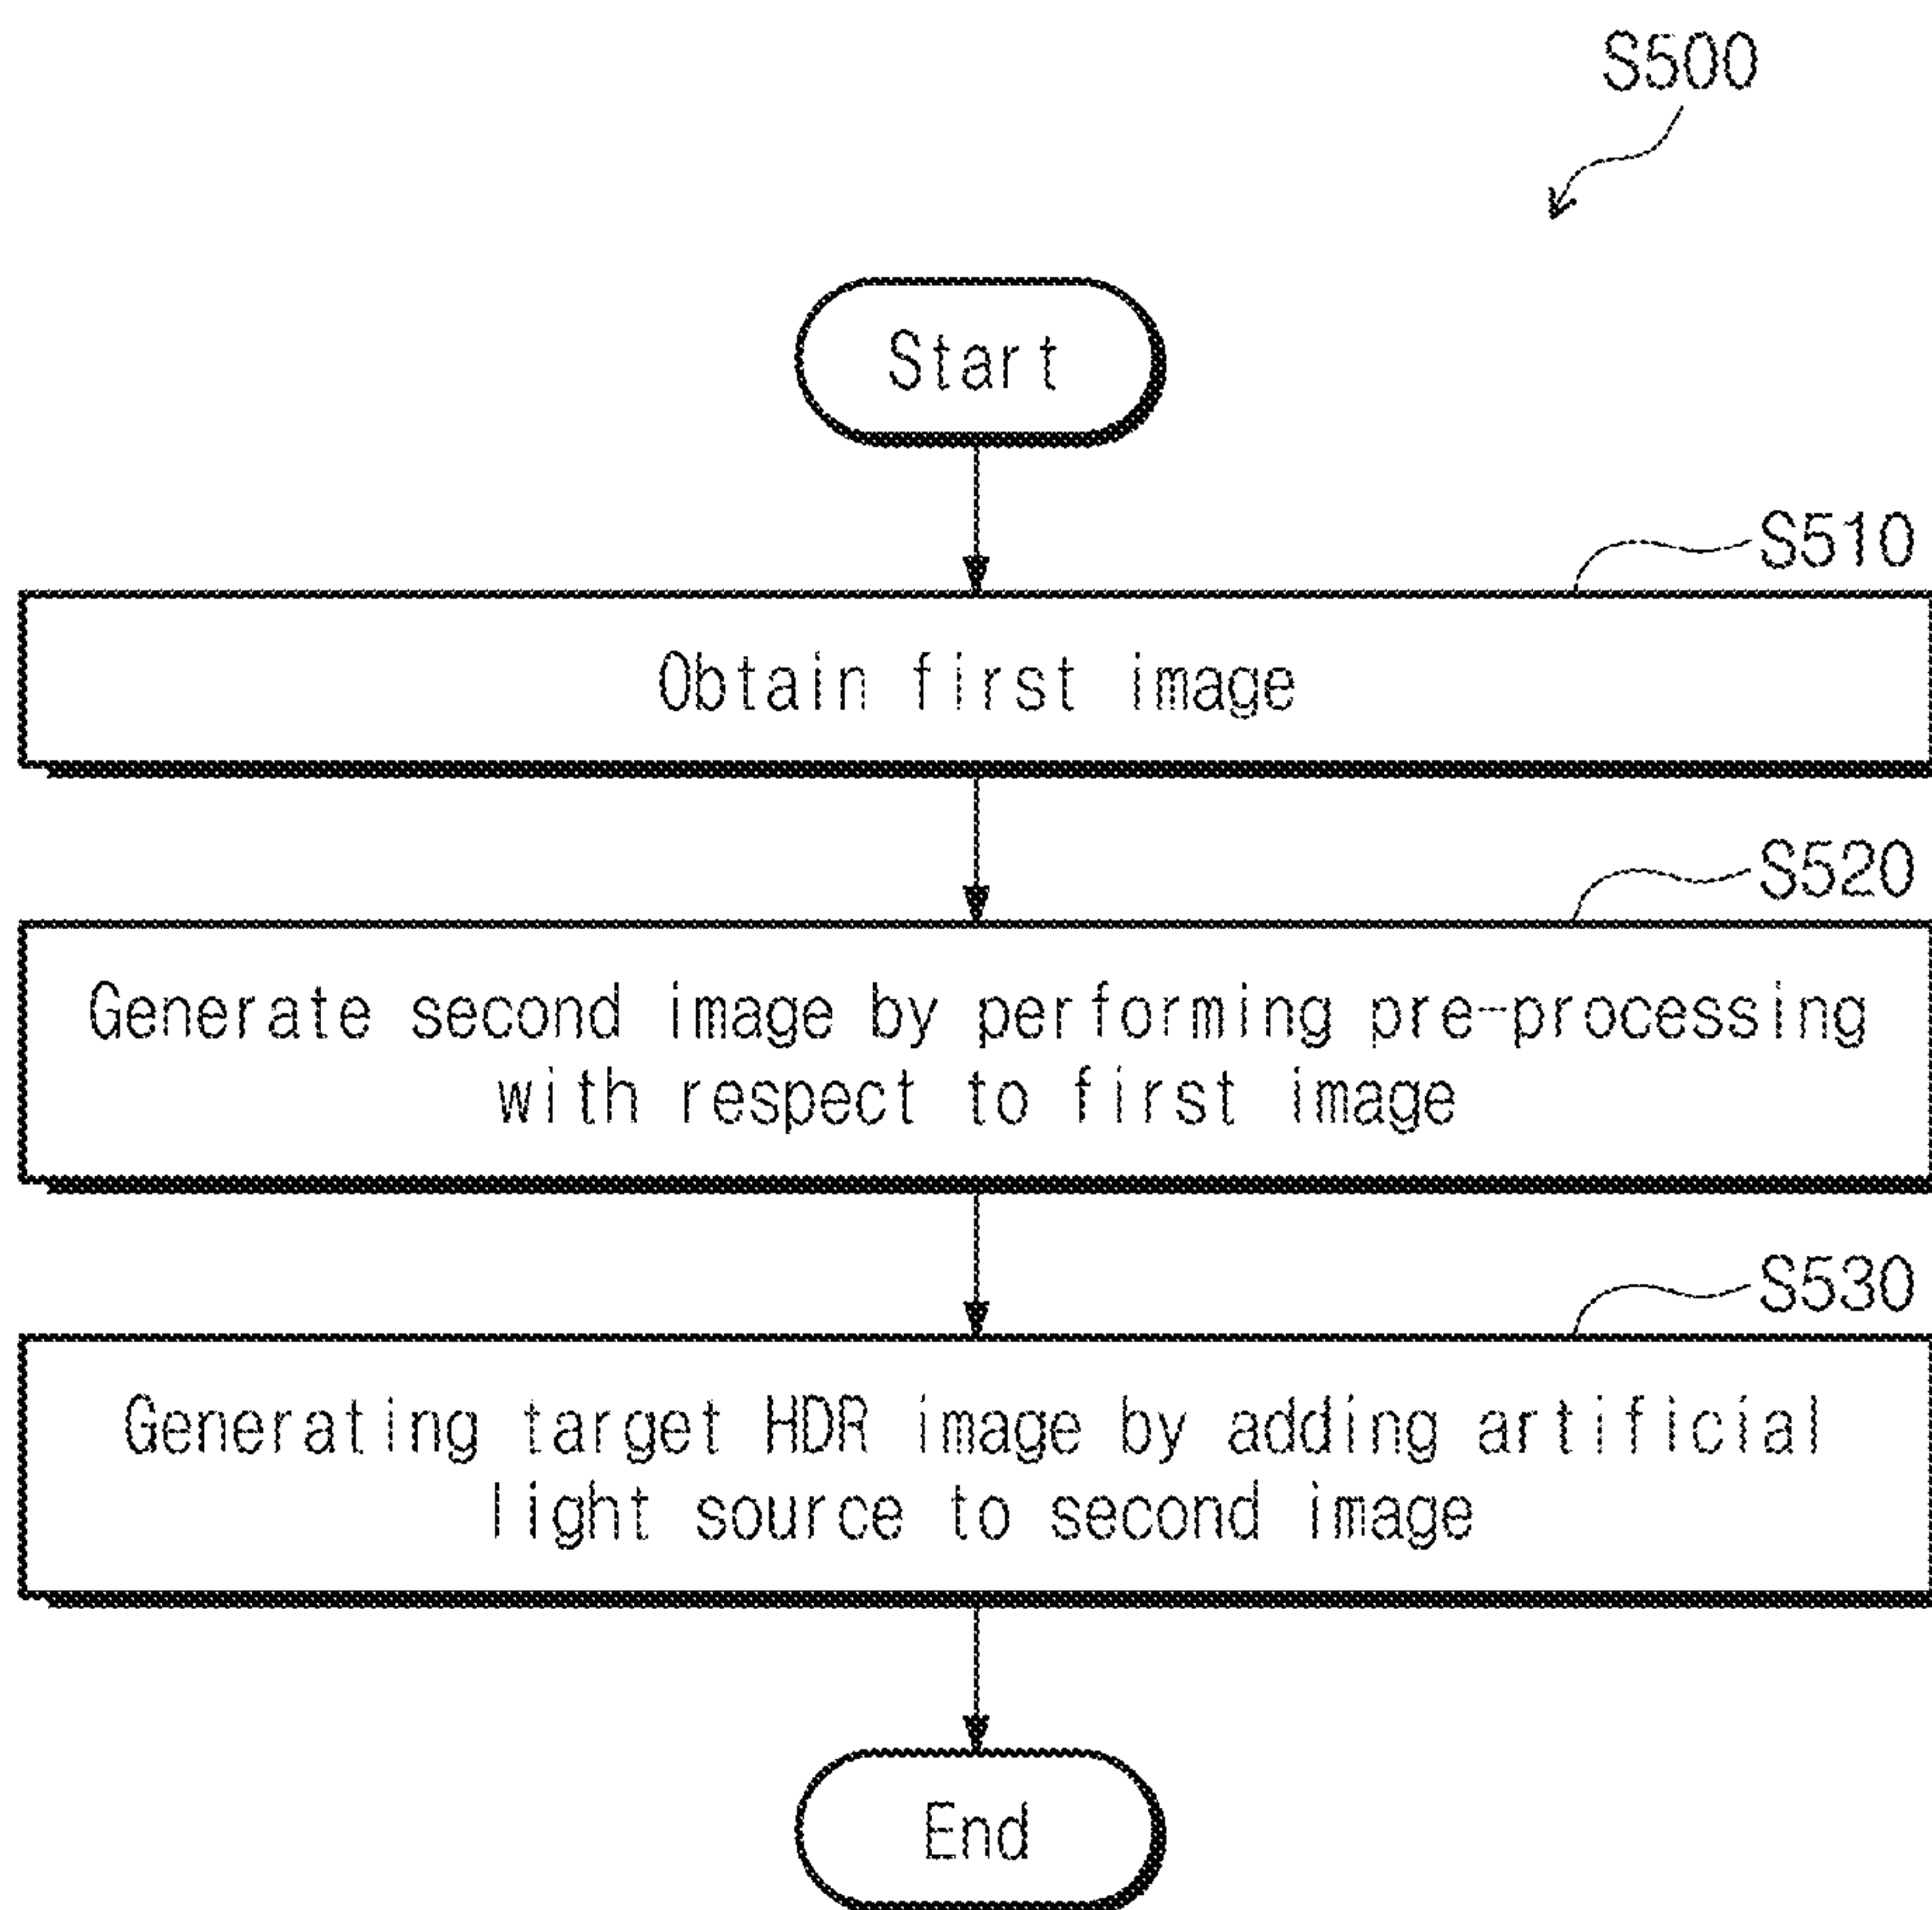 S500
Start
S510
Obtain first image
S520
Generate second image by performing pre-processing
with respect to first image
S530
Generating target HDR image by adding artificial
light source to second image
End